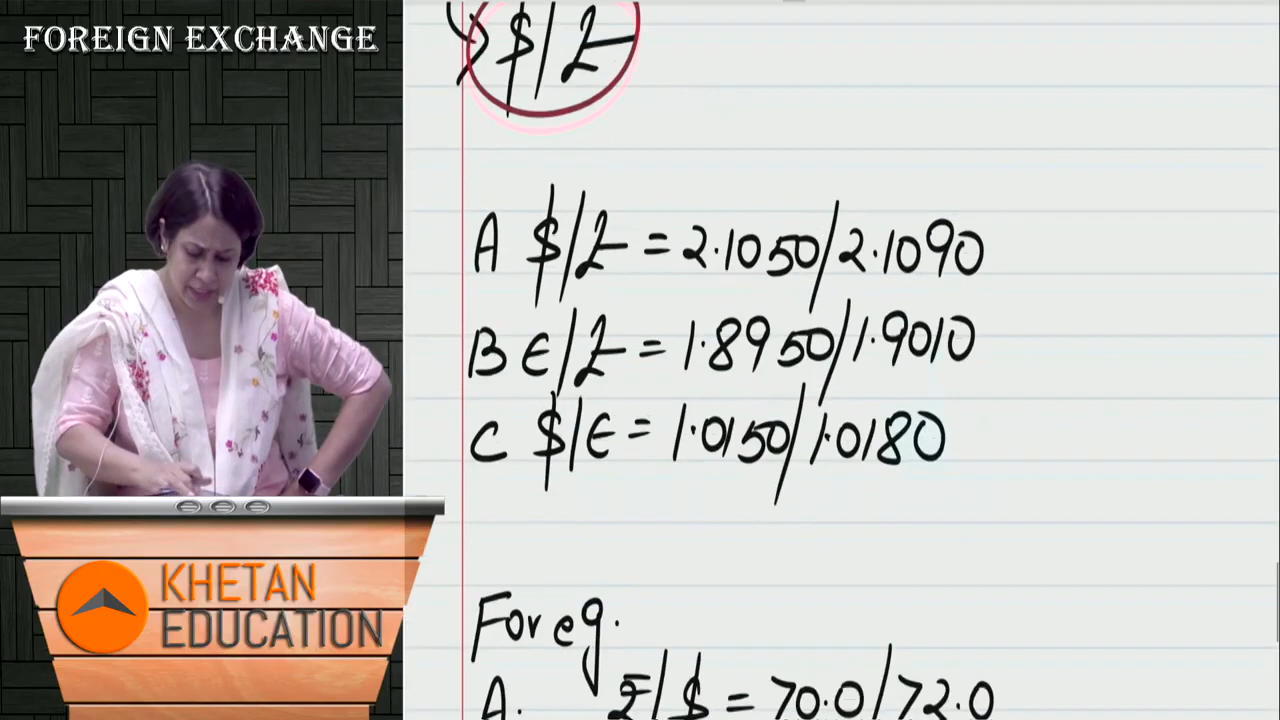 FOREIGN EXCHANGE
$/£
A $/£ = 2.1050/2.1090
B €/£ = 1.8950/1.9010
C $/€ = 1.0150/1.0180
For eg.
A. ₹/$ = 70.0/72.0
KHETAN
EDUCATION